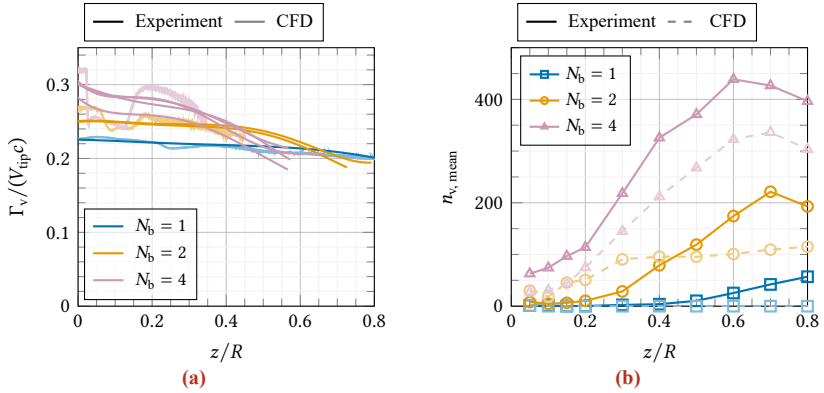 Experiment CFD
0.3
0.2
0.1
0
Γv/(Vtip c)
Nb = 1
Nb = 2
Nb = 4
0 0.2 0.4 0.6 0.8
z/R
(a)
Experiment CFD
400
200
0
nv, mean
Nb = 1
Nb = 2
Nb = 4
0 0.2 0.4 0.6 0.8
z/R
(b)